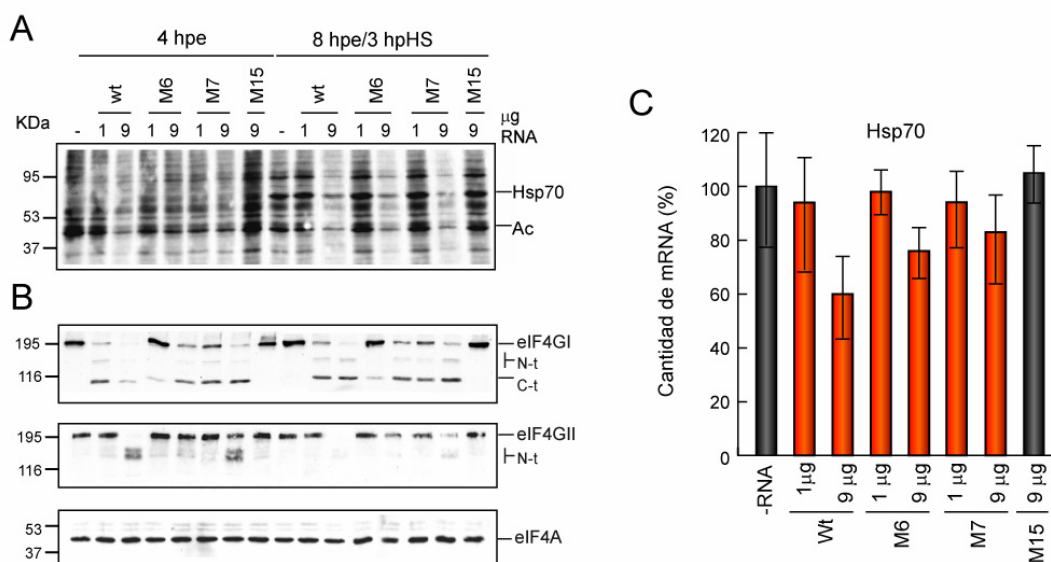 A
4 hpe 8 hpe/3 hpHS
wt M6 M7 M15 wt M6 M7 M15
KDa - 1 9 1 9 1 9 9 - 1 9 1 9 1 9 9 µg RNA
95
Hsp70
53
Ac
37
B
195 eIF4GI
N-t
116
C-t
195 eIF4GII
N-t
116
53
eIF4A
37
C
Hsp70
Cantidad de mRNA (%)
120
100
80
60
40
20
0
-RNA 1µg 9 µg 1 µg 9 µg 1 µg 9 µg 9 µg
Wt M6 M7 M15